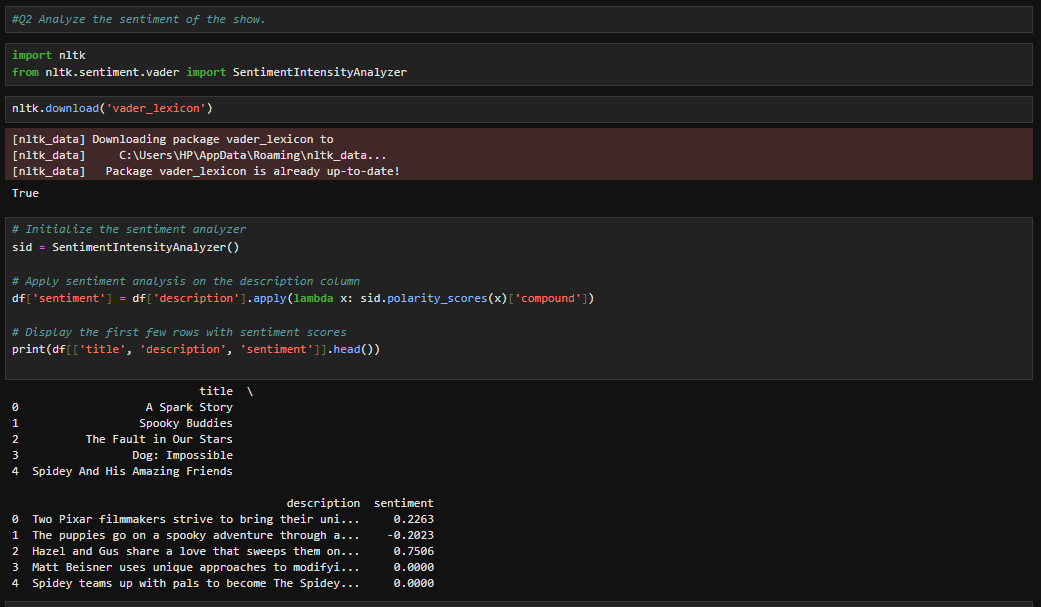 #Q2 Analyze the sentiment of the show.
import nltk
from nltk.sentiment.vader import SentimentIntensityAnalyzer
nltk.download('vader_lexicon')
[nltk_data] Downloading package vader_lexicon to
[nltk_data]     C:\Users\HP\AppData\Roaming\nltk_data...
[nltk_data]   Package vader_lexicon is already up-to-date!
True
# Initialize the sentiment analyzer
sid = SentimentIntensityAnalyzer()
# Apply sentiment analysis on the description column
df['sentiment'] = df['description'].apply(lambda x: sid.polarity_scores(x)['compound'])
# Display the first few rows with sentiment scores
print(df[['title', 'description', 'sentiment']].head())
                            title  \
0                   A Spark Story
1                  Spooky Buddies
2          The Fault in Our Stars
3                 Dog: Impossible
4  Spidey And His Amazing Friends
                                         description  sentiment
0  Two Pixar filmmakers strive to bring their uni...     0.2263
1  The puppies go on a spooky adventure through a...    -0.2023
2  Hazel and Gus share a love that sweeps them on...     0.7506
3  Matt Beisner uses unique approaches to modifyi...     0.0000
4  Spidey teams up with pals to become The Spidey...     0.0000